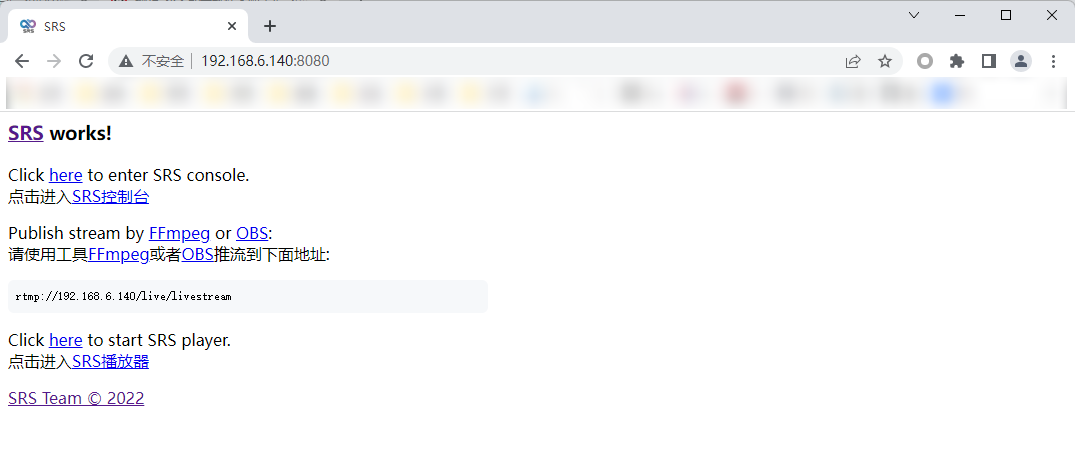 SRS
不安全
192.168.6.140:8080
SRS works!
Click here to enter SRS console.
点击进入SRS控制台
Publish stream by FFmpeg or OBS:
请使用工具FFmpeg或者OBS推流到下面地址:
rtmp://192.168.6.140/live/livestream
Click here to start SRS player.
点击进入SRS播放器
SRS Team © 2022